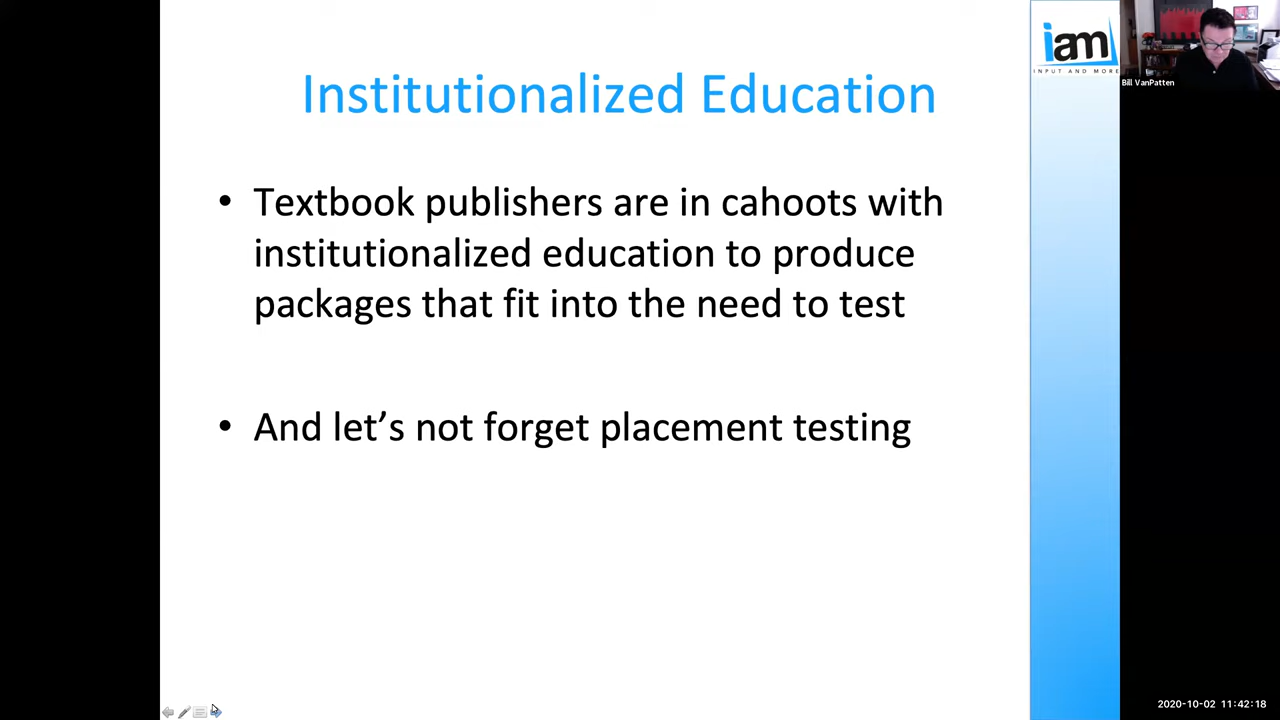 Institutionalized Education
• Textbook publishers are in cahoots with
institutionalized education to produce
packages that fit into the need to test
• And let’s not forget placement testing
iam
INPUT AND MORE
Bill VanPatten
2020-10-02 11:42:18